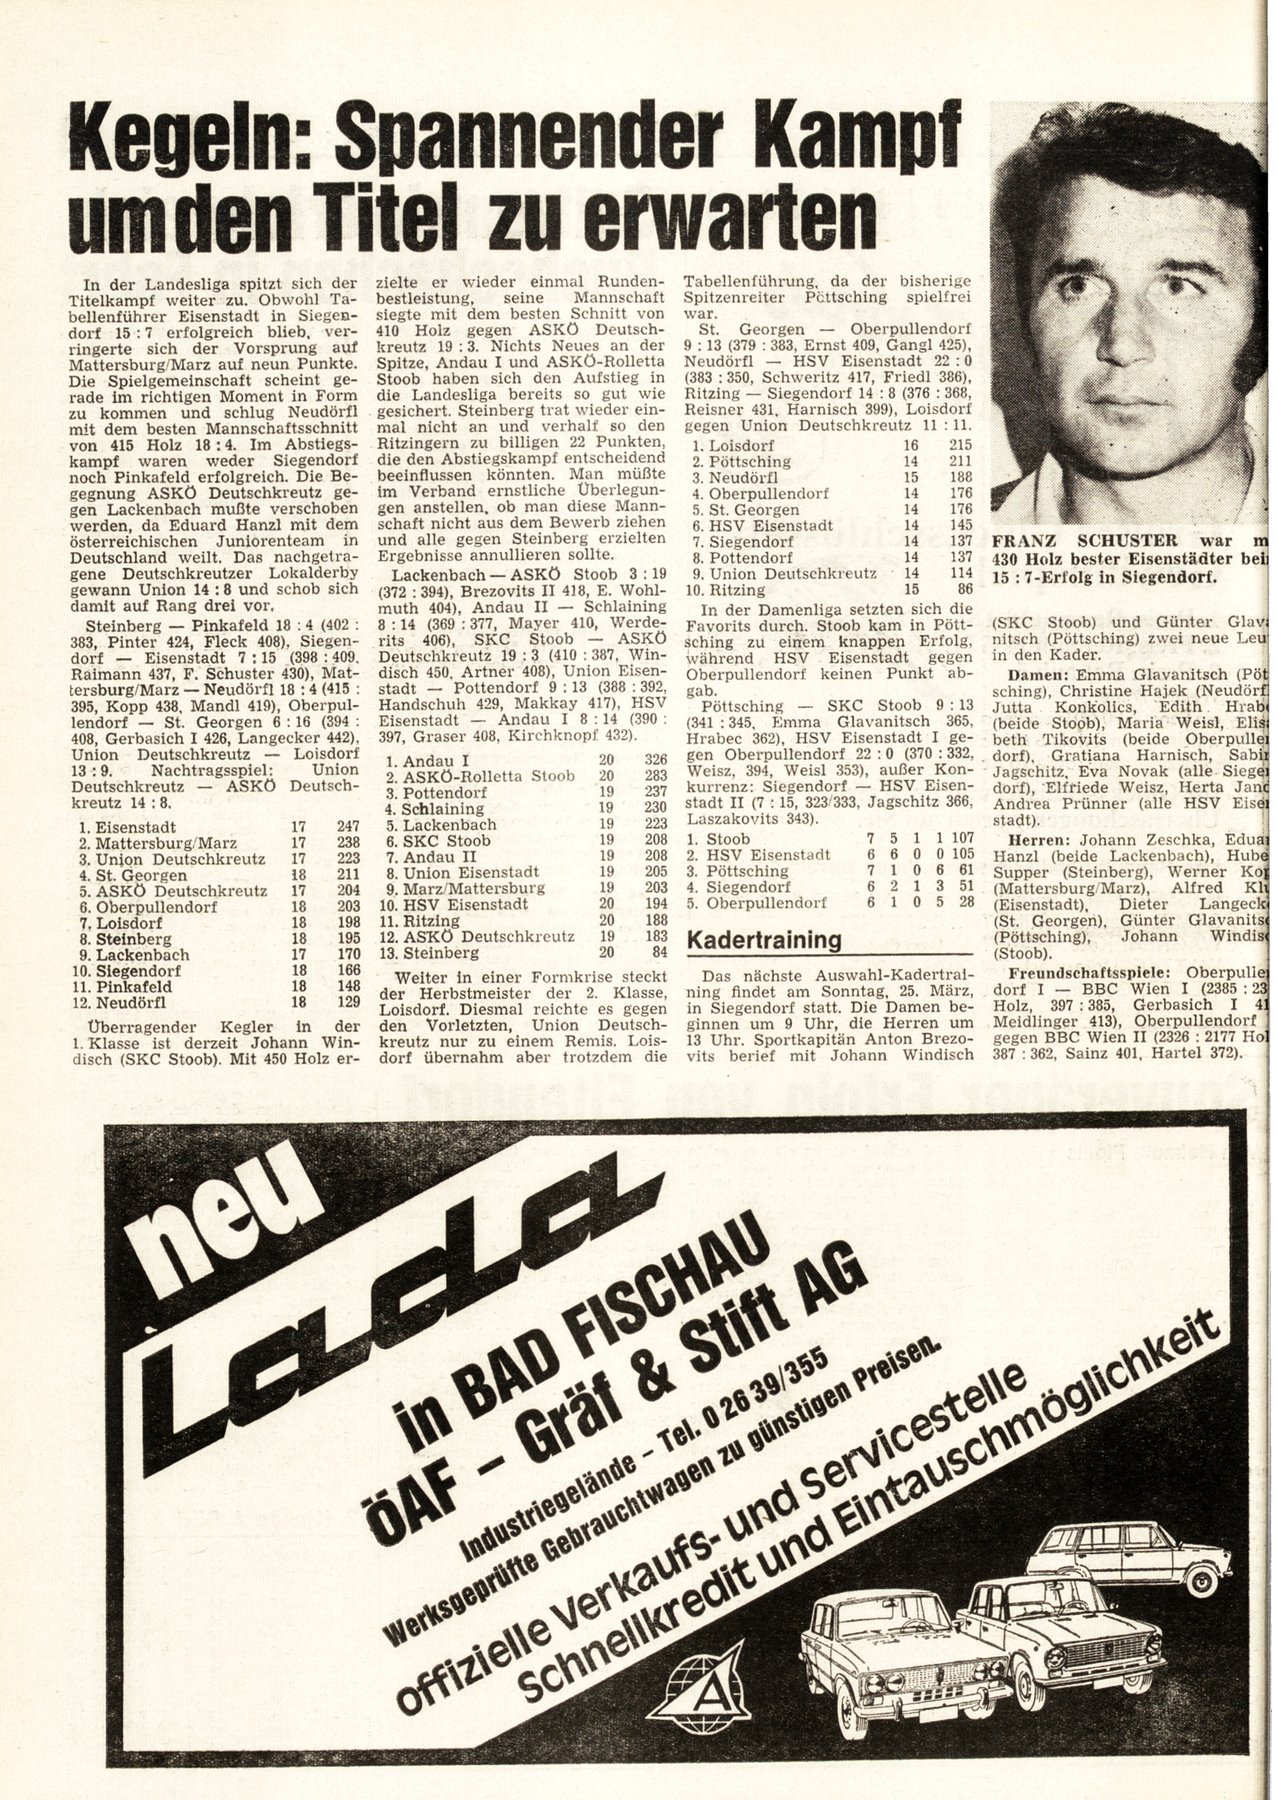 Kegeln: Spannender Kampf
um den Titel zu erwarten
In der Landesliga spitzt sich der
Titelkampf weiter zu. Obwohl Ta-
bellenführer Eisenstadt in Siegen-
dorf 15 : 7 erfolgreich blieb, ver-
ringerte sich der Vorsprung auf
Mattersburg/Marz auf neun Punkte.
Die Spielgemeinschaft scheint ge-
rade im richtigen Moment in Form
zu kommen und schlug Neudörfl
mit dem besten Mannschaftsschnitt
von 415 Holz 18 : 4. Im Abstiegs-
kampf waren weder Siegendorf
noch Pinkafeld erfolgreich. Die Be-
gegnung ASKÖ Deutschkreutz ge-
gen Lackenbach mußte verschoben
werden, da Eduard Hanzl mit dem
österreichischen Juniorenteam in
Deutschland weilt. Das nachgetra-
gene Deutschkreutzer Lokalderby
gewann Union 14 : 8 und schob sich
damit auf Rang drei vor.
Steinberg — Pinkafeld 18 : 4 (402 :
383, Pinter 424, Fleck 408), Siegen-
dorf — Eisenstadt 7 : 15 (398 : 409,
Raimann 437, F. Schuster 430), Mat-
tersburg/Marz — Neudörfl 18 : 4 (415 :
395, Kopp 438, Mandl 419), Oberpul-
lendorf — St. Georgen 6 : 16 (394 :
408, Gerbasich I 426, Langecker 442),
Union Deutschkreutz — Loisdorf
13 : 9. Nachtragsspiel: Union
Deutschkreutz — ASKÖ Deutsch-
kreutz 14 : 8.
1. Eisenstadt 17 247
2. Mattersburg/Marz 17 238
3. Union Deutschkreutz 17 223
4. St. Georgen 18 211
5. ASKÖ Deutschkreutz 17 204
6. Oberpullendorf 18 203
7. Loisdorf 18 198
8. Steinberg 18 195
9. Lackenbach 17 170
10. Siegendorf 18 166
11. Pinkafeld 18 148
12. Neudörfl 18 129
Überragender Kegler in der
1. Klasse ist derzeit Johann Win-
disch (SKC Stoob). Mit 450 Holz er-
zielte er wieder einmal Runden-
bestleistung, seine Mannschaft
siegte mit dem besten Schnitt von
410 Holz gegen ASKÖ Deutsch-
kreutz 19 : 3. Nichts Neues an der
Spitze, Andau I und ASKÖ-Rolletta
Stoob haben sich den Aufstieg in
die Landesliga bereits so gut wie
gesichert. Steinberg trat wieder ein-
mal nicht an und verhalf so den
Ritzingern zu billigen 22 Punkten,
die den Abstiegskampf entscheidend
beeinflussen könnten. Man müßte
im Verband ernstliche Überlegun-
gen anstellen, ob man diese Mann-
schaft nicht aus dem Bewerb ziehen
und alle gegen Steinberg erzielten
Ergebnisse annullieren sollte.
Lackenbach — ASKÖ Stoob 3 : 19
(372 : 394), Brezovits II 418, E. Wohl-
muth 404), Andau II — Schlaining
8 : 14 (369 : 377, Mayer 410, Werde-
rits 406), SKC Stoob — ASKÖ
Deutschkreutz 19 : 3 (410 : 387, Win-
disch 450, Artner 408), Union Eisen-
stadt — Pottendorf 9 : 13 (388 : 392,
Handschuh 429, Makkay 417), HSV
Eisenstadt — Andau I 8 : 14 (390 :
397, Graser 408, Kirchknopf 432).
1. Andau I 20 326
2. ASKÖ-Rolletta Stoob 20 283
3. Pottendorf 19 237
4. Schlaining 19 230
5. Lackenbach 19 223
6. SKC Stoob 19 208
7. Andau II 19 208
8. Union Eisenstadt 19 205
9. Marz/Mattersburg 19 203
10. HSV Eisenstadt 20 194
11. Ritzing 20 188
12. ASKÖ Deutschkreutz 19 183
13. Steinberg 20 84
Weiter in einer Formkrise steckt
der Herbstmeister der 2. Klasse,
Loisdorf. Diesmal reichte es gegen
den Vorletzten, Union Deutsch-
kreutz nur zu einem Remis. Lois-
dorf übernahm aber trotzdem die
Tabellenführung, da der bisherige
Spitzenreiter Pöttsching spielfrei
war.
St. Georgen — Oberpullendorf
9 : 13 (379 : 383, Ernst 409, Gangl 425),
Neudörfl — HSV Eisenstadt 22 : 0
(383 : 350, Schweritz 417, Friedl 386),
Ritzing — Siegendorf 14 : 8 (376 : 368,
Reisner 431, Harnisch 399), Loisdorf
gegen Union Deutschkreutz 11 : 11.
1. Loisdorf 16 215
2. Pöttsching 14 211
3. Neudörfl 15 188
4. Oberpullendorf 14 176
5. St. Georgen 14 176
6. HSV Eisenstadt 14 145
7. Siegendorf 14 137
8. Pottendorf 14 137
9. Union Deutschkreutz 14 114
10. Ritzing 15 86
In der Damenliga setzten sich die
Favorits durch. Stoob kam in Pött-
sching zu einem knappen Erfolg,
während HSV Eisenstadt gegen
Oberpullendorf keinen Punkt ab-
gab.
Pöttsching — SKC Stoob 9 : 13
(341 : 345, Emma Glavanitsch 365,
Hrabec 362), HSV Eisenstadt I ge-
gen Oberpullendorf 22 : 0 (370 : 332,
Weisz, 394, Weisl 353), außer Kon-
kurrenz: Siegendorf — HSV Eisen-
stadt II (7 : 15, 323/333, Jagschitz 366,
Laszakovits 343).
1. Stoob 7 5 1 1 107
2. HSV Eisenstadt 6 6 0 0 105
3. Pöttsching 7 1 0 6 61
4. Siegendorf 6 2 1 3 51
5. Oberpullendorf 6 1 0 5 28
Kadertraining
Das nächste Auswahl-Kadertrai-
ning findet am Sonntag, 25. März,
in Siegendorf statt. Die Damen be-
ginnen um 9 Uhr, die Herren um
13 Uhr. Sportkapitän Anton Brezo-
vits berief mit Johann Windisch
FRANZ SCHUSTER war m
430 Holz bester Eisenstädter bei
15 : 7-Erfolg in Siegendorf.
(SKC Stoob) und Günter Glav
nitsch (Pöttsching) zwei neue Leu
in den Kader.
Damen: Emma Glavanitsch (Pöt
sching), Christine Hajek (Neudörf
Jutta Konkolics, Edith Hrab
(beide Stoob), Maria Weisl, Elis
beth Tikovits (beide Oberpulle
dorf), Gratiana Harnisch, Sabi
Jagschitz, Eva Novak (alle Siege
dorf), Elfriede Weisz, Herta Jan
Andrea Prünner (alle HSV Eise
stadt).
Herren: Johann Zeschka, Edua
Hanzl (beide Lackenbach), Hube
Supper (Steinberg), Werner Kop
(Mattersburg/Marz), Alfred Kl
(Eisenstadt), Dieter Langeck
(St. Georgen), Günter Glavanits
(Pöttsching), Johann Windis
(Stoob).
Freundschaftsspiele: Oberpulle
dorf I — BBC Wien I (2385 : 23
Holz, 397 : 385, Gerbasich I 41
Meidlinger 413), Oberpullendorf
gegen BBC Wien II (2326 : 2177 Hol
387 : 362, Sainz 401, Hartel 372).
neu
LaLaLa
in BAD FISCHAU
ÖAF – Gräf & Stift AG
Industriegelände – Tel. 0 26 39/355
Werksgeprüfte Gebrauchtwagen zu günstigen Preisen.
offizielle Verkaufs- und Servicestelle
Schnellkredit und Eintauschmöglichkeit
A